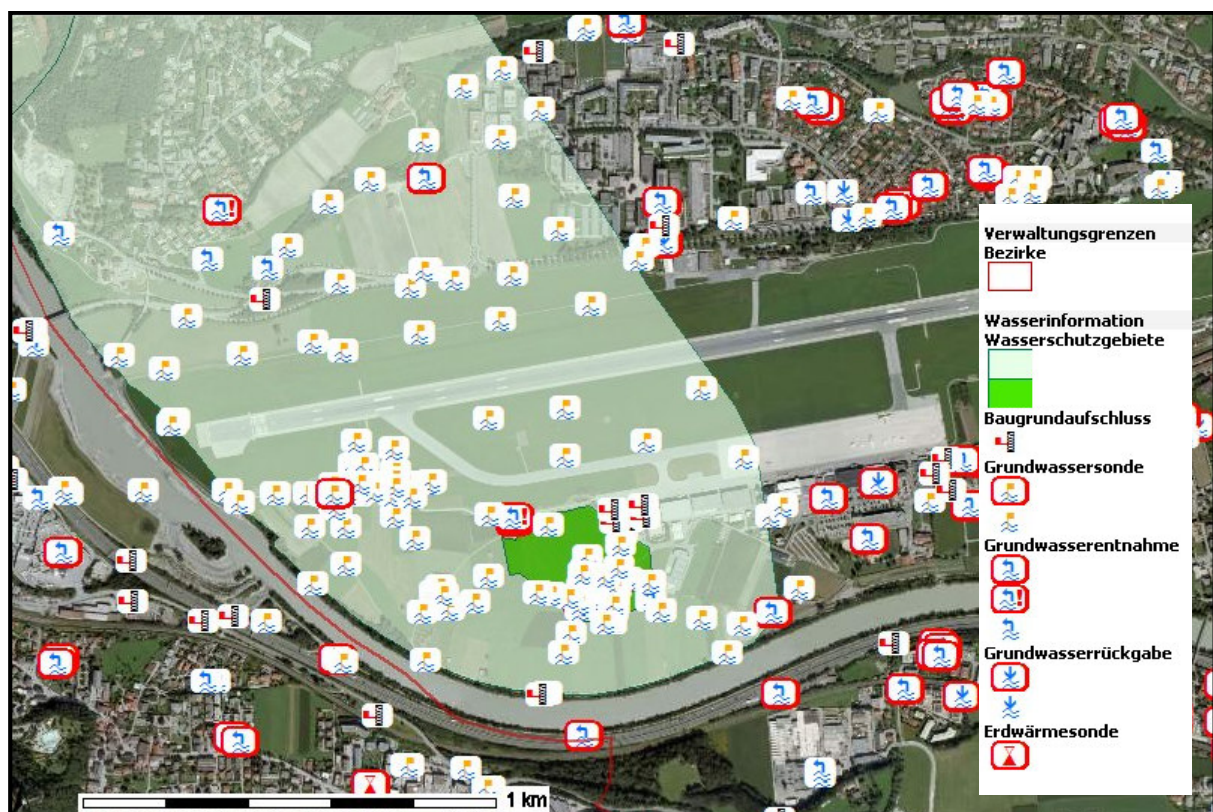 Verwaltungsgrenzen
Bezirke
Wasserinformation
Wasserschutzgebiete
Baugrundaufschluss
Grundwassersonde
Grundwasserentnahme
Grundwasserrückgabe
Erdwärmesonde
1 km